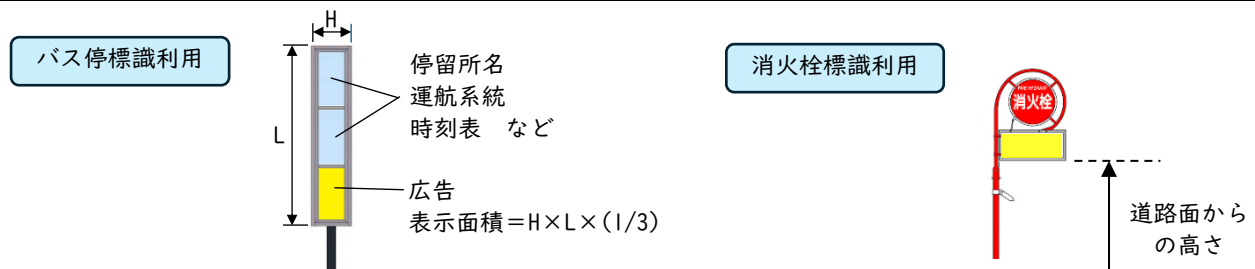 バス停標識利用
H
L
停留所名
運航系統
時刻表　など
広告
表示面積＝H×L×(1/3)
消火栓標識利用
FIRE HYDRANT
消火栓
道路面から
の高さ